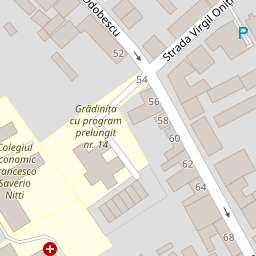 Odobescu
Strada Virgil Oniț
52
54
P
Grădinița
cu program
prelungit
nr. 14
56
58
60
Colegiul
Economic
Francesco
Saverio
Nitti
62
64
66
68